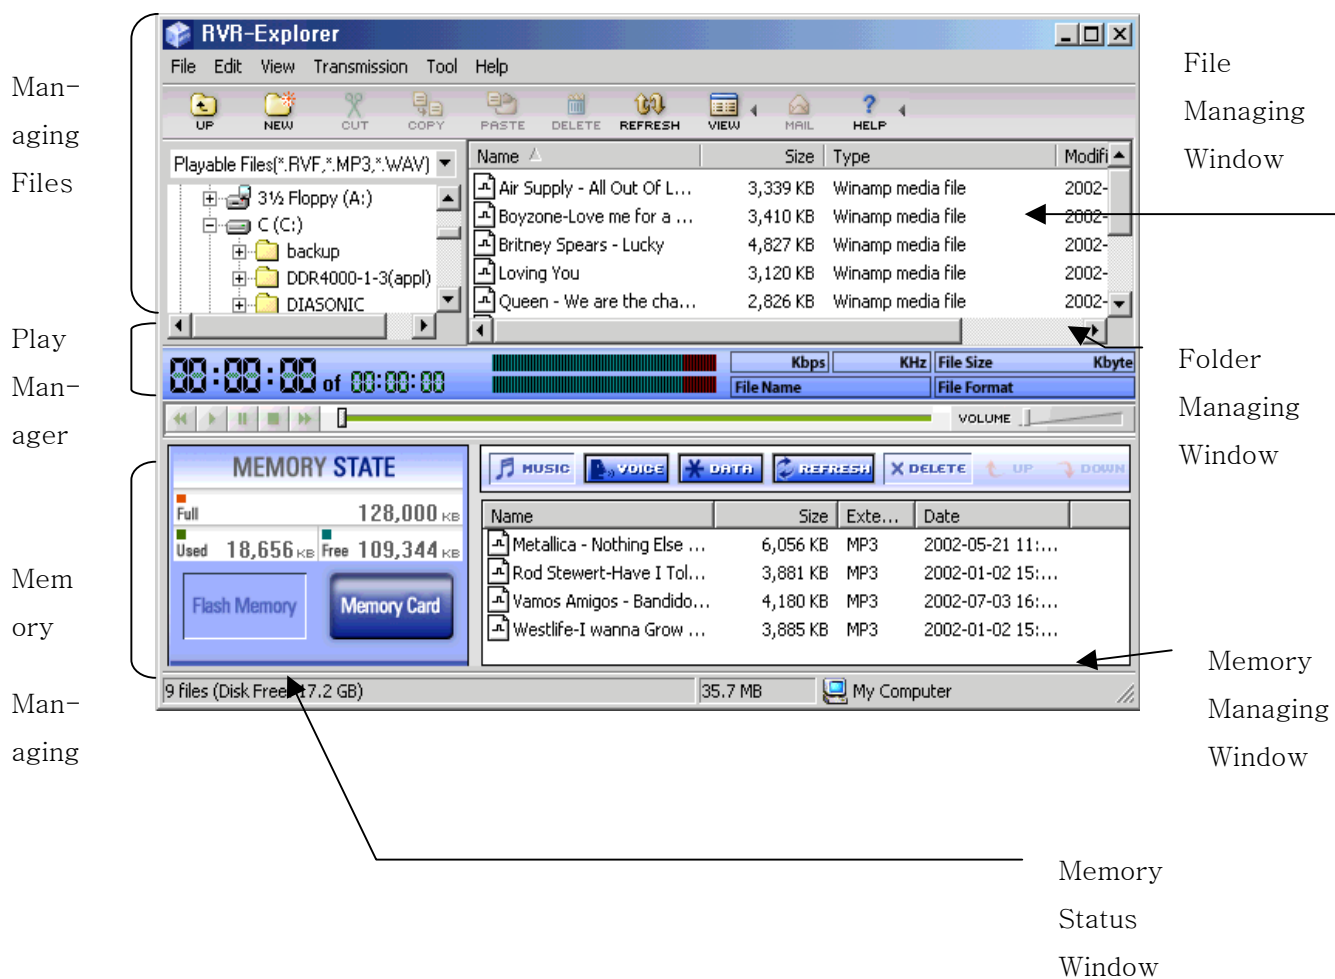 Man-
aging
Files
Play
Man-
ager
Mem
ory
Man-
aging
RVR-Explorer
File Edit View Transmission Tool Help
UP NEW CUT COPY PASTE DELETE REFRESH VIEW MAIL HELP
Playable Files(*.RVF,*.MP3,*.WAV)
3½ Floppy (A:)
C (C:)
backup
DDR4000-1-3(appl)
DIASONIC
Name Size Type Modifi
Air Supply - All Out Of L... 3,339 KB Winamp media file 2002-
Boyzone-Love me for a ... 3,410 KB Winamp media file 2002-
Britney Spears - Lucky 4,827 KB Winamp media file 2002-
Loving You 3,120 KB Winamp media file 2002-
Queen - We are the cha... 2,826 KB Winamp media file 2002-
88:88:88 of 88:88:88
Kbps KHz File Size Kbyte
File Name File Format
VOLUME
MEMORY STATE
Full 128,000 KB
Used 18,656 KB Free 109,344 KB
Flash Memory Memory Card
MUSIC VOICE DATA REFRESH DELETE UP DOWN
Name Size Exte... Date
Metallica - Nothing Else ... 6,056 KB MP3 2002-05-21 11:...
Rod Stewert-Have I Tol... 3,881 KB MP3 2002-01-02 15:...
Vamos Amigos - Bandido... 4,180 KB MP3 2002-07-03 16:...
Westlife-I wanna Grow ... 3,885 KB MP3 2002-01-02 15:...
9 files (Disk Free 17.2 GB) 35.7 MB My Computer
File
Managing
Window
Folder
Managing
Window
Memory
Managing
Window
Memory
Status
Window